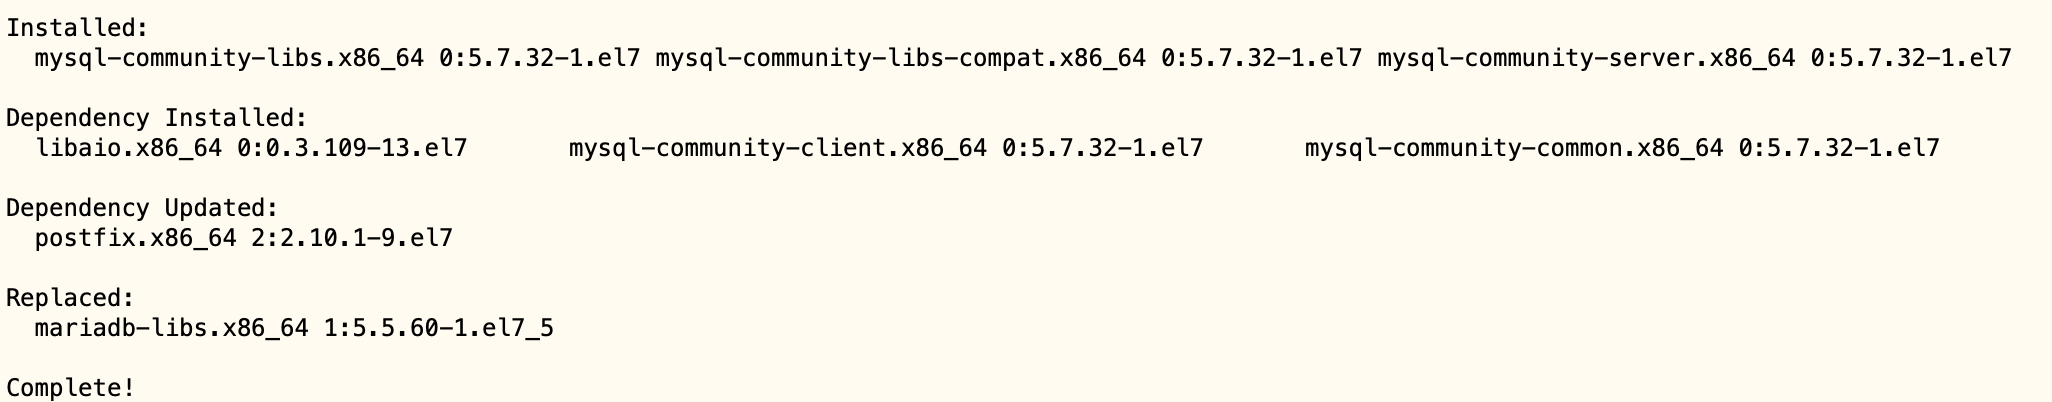 Installed:
  mysql-community-libs.x86_64 0:5.7.32-1.el7 mysql-community-libs-compat.x86_64 0:5.7.32-1.el7 mysql-community-server.x86_64 0:5.7.32-1.el7

Dependency Installed:
  libaio.x86_64 0:0.3.109-13.el7       mysql-community-client.x86_64 0:5.7.32-1.el7       mysql-community-common.x86_64 0:5.7.32-1.el7

Dependency Updated:
  postfix.x86_64 2:2.10.1-9.el7

Replaced:
  mariadb-libs.x86_64 1:5.5.60-1.el7_5

Complete!